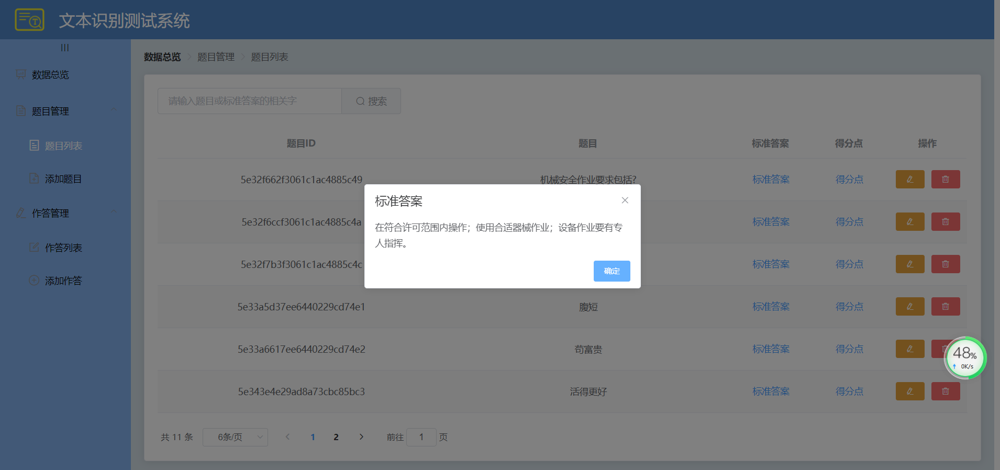 文本识别测试系统
数据总览
题目管理
题目列表
添加题目
作答管理
作答列表
添加作答
数据总览 题目管理 题目列表
请输入题目或标准答案的相关字 搜索
题目ID 题目 标准答案 得分点 操作
5e32f662f3061c1ac4885c49 机械安全作业要求包括? 标准答案 得分点
5e32f6ccf3061c1ac4885c4a 标准答案 得分点
5e32f7b3f3061c1ac4885c4c 标准答案 得分点
5e33a5d37ee6440229cd74e1 腹短 标准答案 得分点
5e33a6617ee6440229cd74e2 苟富贵 标准答案 得分点
5e343e4e29ad8a73cbc85bc3 活得更好 标准答案 得分点
共 11 条 6条/页 1 2 前往 1 页
标准答案
在符合许可范围内操作；使用合适器械作业；设备作业要有专
人指挥。
确定
48%
0K/s